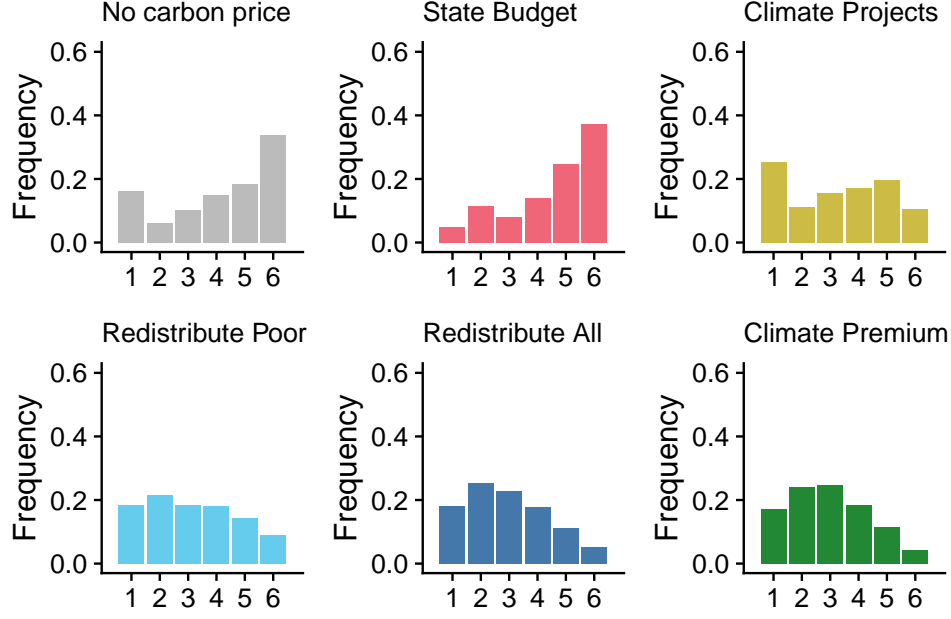 No carbon price
0.6
0.4
0.2
0.0
Frequency
1 2 3 4 5 6
State Budget
0.6
0.4
0.2
0.0
Frequency
1 2 3 4 5 6
Climate Projects
0.6
0.4
0.2
0.0
Frequency
1 2 3 4 5 6
Redistribute Poor
0.6
0.4
0.2
0.0
Frequency
1 2 3 4 5 6
Redistribute All
0.6
0.4
0.2
0.0
Frequency
1 2 3 4 5 6
Climate Premium
0.6
0.4
0.2
0.0
Frequency
1 2 3 4 5 6